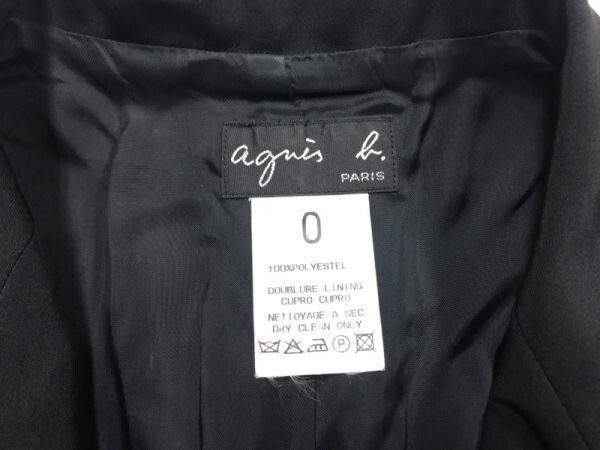 agnès b.
PARIS
0
100%POLYESTEL
DOUBLURE LINING
CUPRO CUPRO
NETTOYAGE A SEC
DRY CLEAN ONLY
P